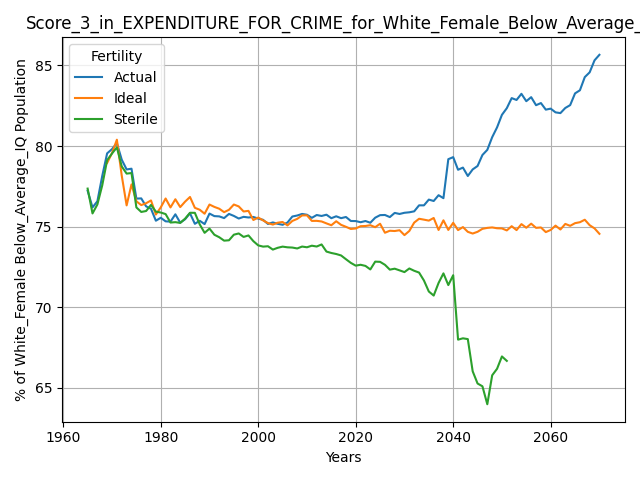 Score_3_in_EXPENDITURE_FOR_CRIME_for_White_Female_Below_Average_
Fertility
Actual
Ideal
Sterile
% of White_Female Below_Average_IQ Population
85
80
75
70
65
1960
1980
2000
2020
2040
2060
Years